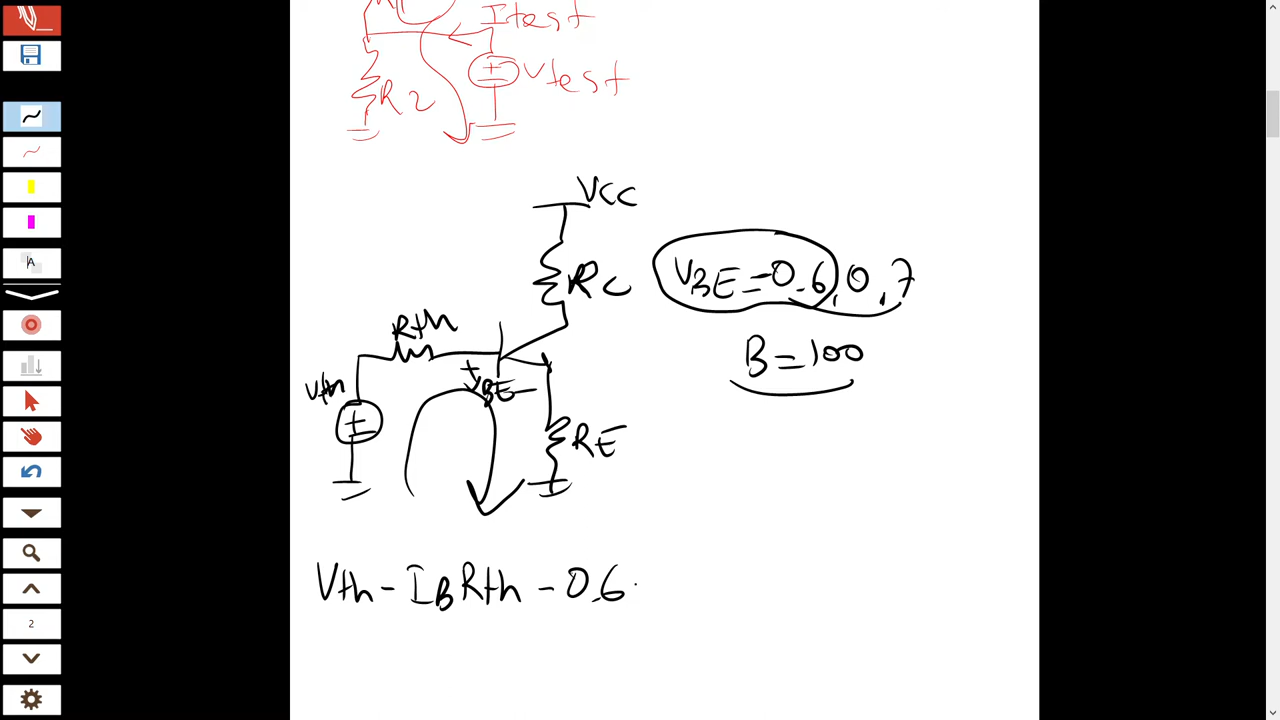 Itest
R2
Vtest
VCC
RC
VBE=0.6,0,7
Rth
B=100
Vth
+
VBE-
RE
Vth-IBRth-0.6
A
2